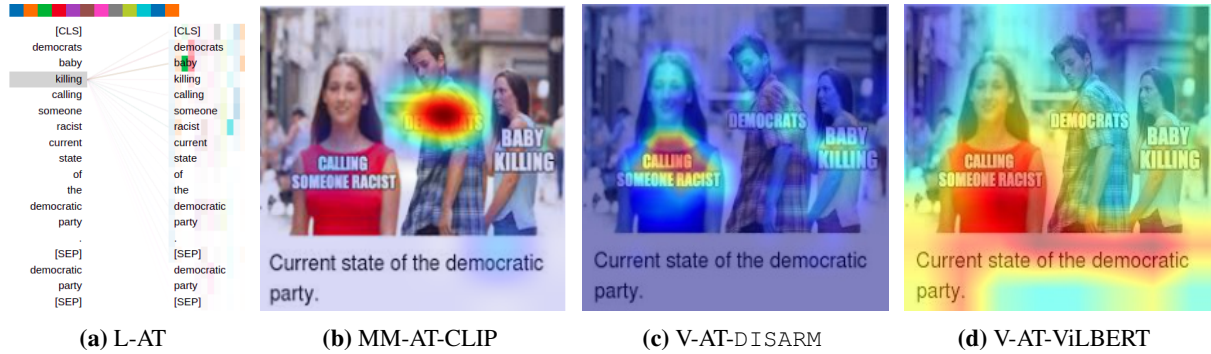 [CLS] [CLS]
democrats democrats
baby baby
killing killing
calling calling
someone someone
racist racist
current current
state state
of of
the the
democratic democratic
party party
. .
[SEP] [SEP]
democratic democratic
party party
[SEP] [SEP]
DEMOCRATS
BABY
KILLING
CALLING
SOMEONE RACIST
Current state of the democratic
party.
DEMOCRATS
BABY
KILLING
CALLING
SOMEONE RACIST
Current state of the democratic
party.
DEMOCRATS
BABY
KILLING
CALLING
SOMEONE RACIST
Current state of the democratic
party.
(a) L-AT
(b) MM-AT-CLIP
(c) V-AT-DISARM
(d) V-AT-ViLBERT